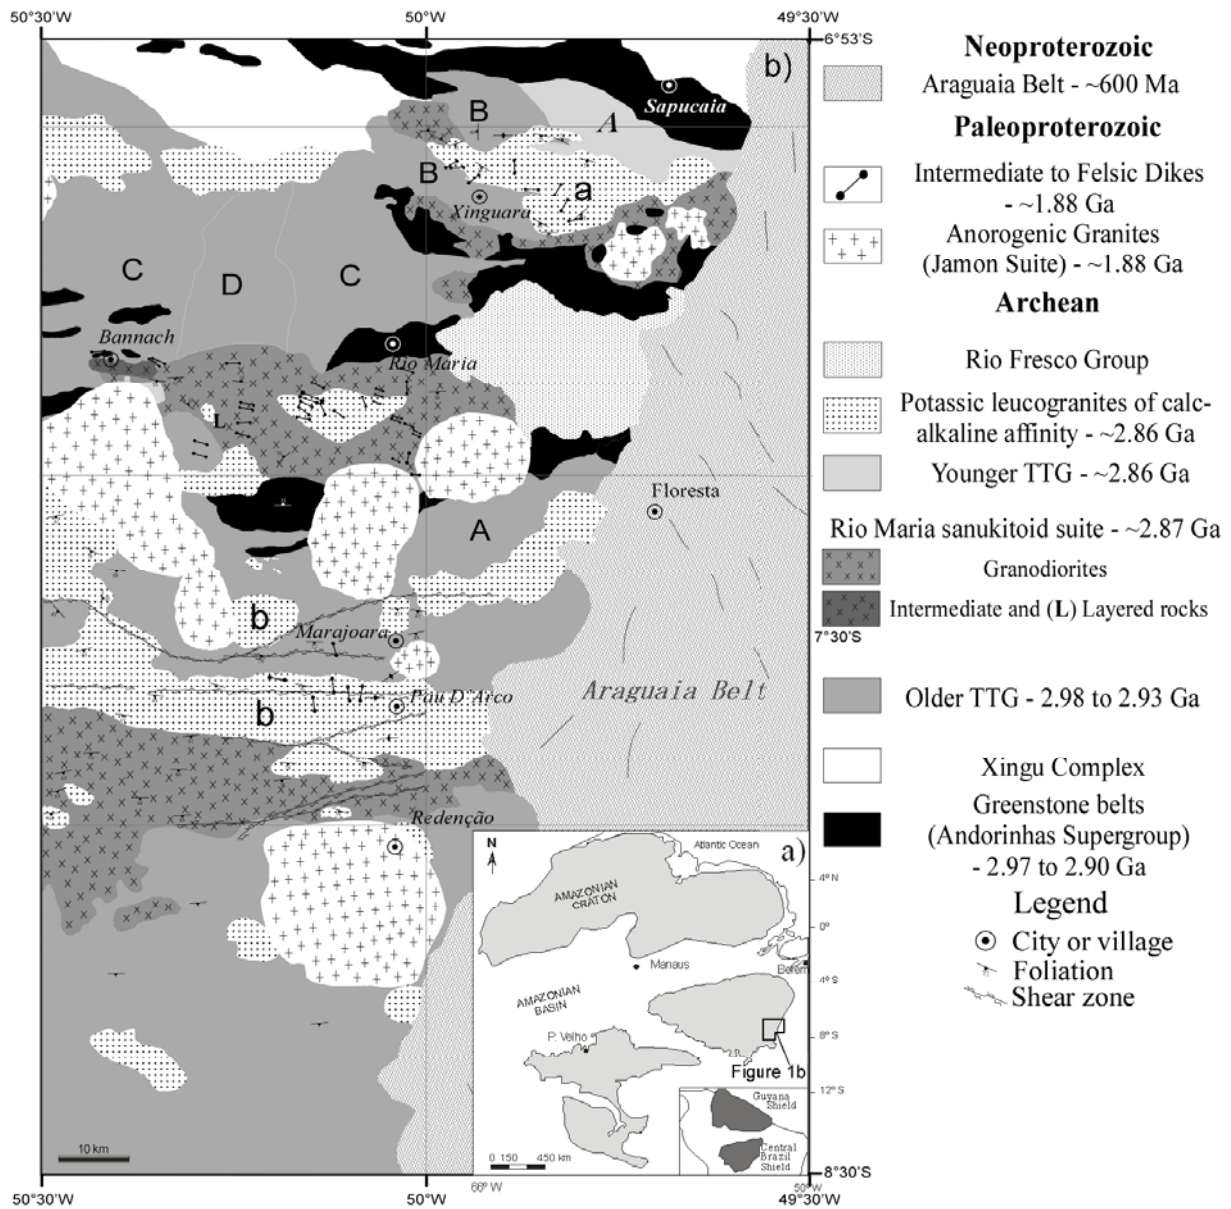 50°30'W 50°W 49°30'W
6°53'S
b)
Sapucaia
B
A
B
a
Xinguara
C
D
C
Bannach
Rio Maria
L
Floresta
A
b
Marajoara
7°30'S
Araguaia Belt
Pau D'Arco
b
Redenção
10 km
8°30'S
50°30'W 50°W 49°30'W
a)
N
Atlantic Ocean
AMAZONIAN
CRATON
4°N
0°
Manaus
Belém
4°S
AMAZONIAN
BASIN
P. Velho
8°S
Figure 1b
12°S
Guyana
Shield
Central
Brazil
Shield
0 150 450 km
66°W
50°W
Neoproterozoic
Araguaia Belt - ~600 Ma
Paleoproterozoic
Intermediate to Felsic Dikes
- ~1.88 Ga
Anorogenic Granites
(Jamon Suite) - ~1.88 Ga
Archean
Rio Fresco Group
Potassic leucogranites of calc-
alkaline affinity - ~2.86 Ga
Younger TTG - ~2.86 Ga
Rio Maria sanukitoid suite - ~2.87 Ga
Granodiorites
Intermediate and (L) Layered rocks
Older TTG - 2.98 to 2.93 Ga
Xingu Complex
Greenstone belts
(Andorinhas Supergroup)
- 2.97 to 2.90 Ga
Legend
City or village
Foliation
Shear zone